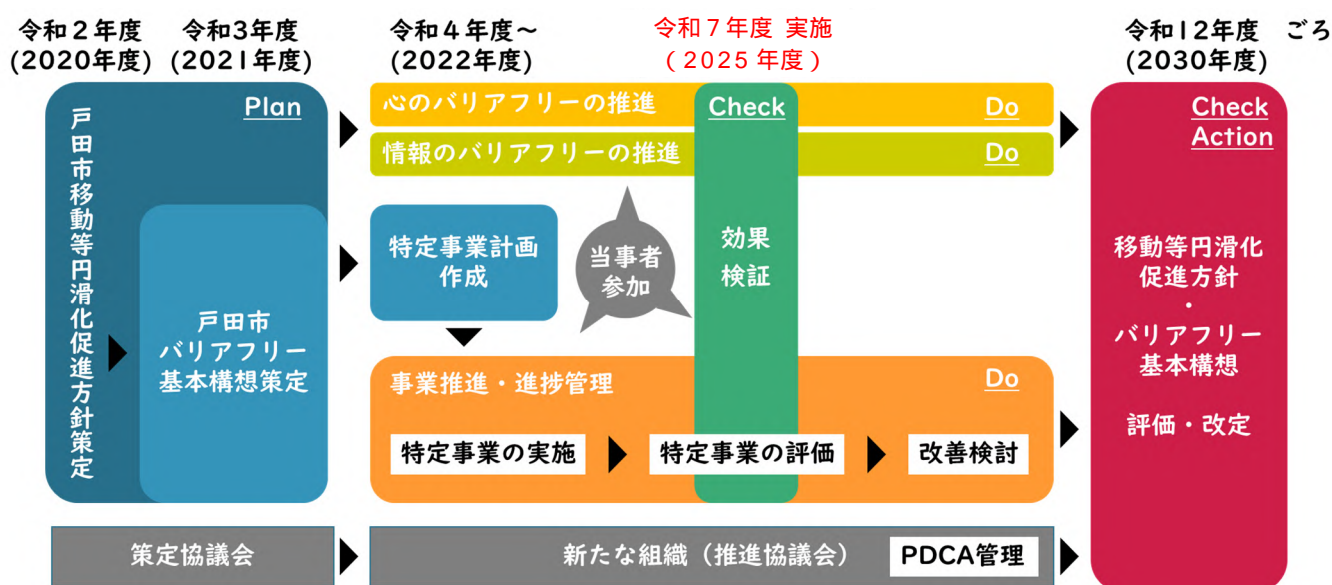 令和2年度
(2020年度)
令和3年度
(2021年度)
令和4年度～
(2022年度)
令和7年度 実施
(2025年度)
令和12年度 ごろ
(2030年度)
戸田市移動等円滑化促進方針策定
Plan
戸田市
バリアフリー
基本構想策定
心のバリアフリーの推進
Do
情報のバリアフリーの推進
Do
特定事業計画
作成
当事者
参加
Check
効果
検証
事業推進・進捗管理
Do
特定事業の実施
特定事業の評価
改善検討
Check
Action
移動等円滑化
促進方針
・
バリアフリー
基本構想
評価・改定
策定協議会
新たな組織（推進協議会）
PDCA管理